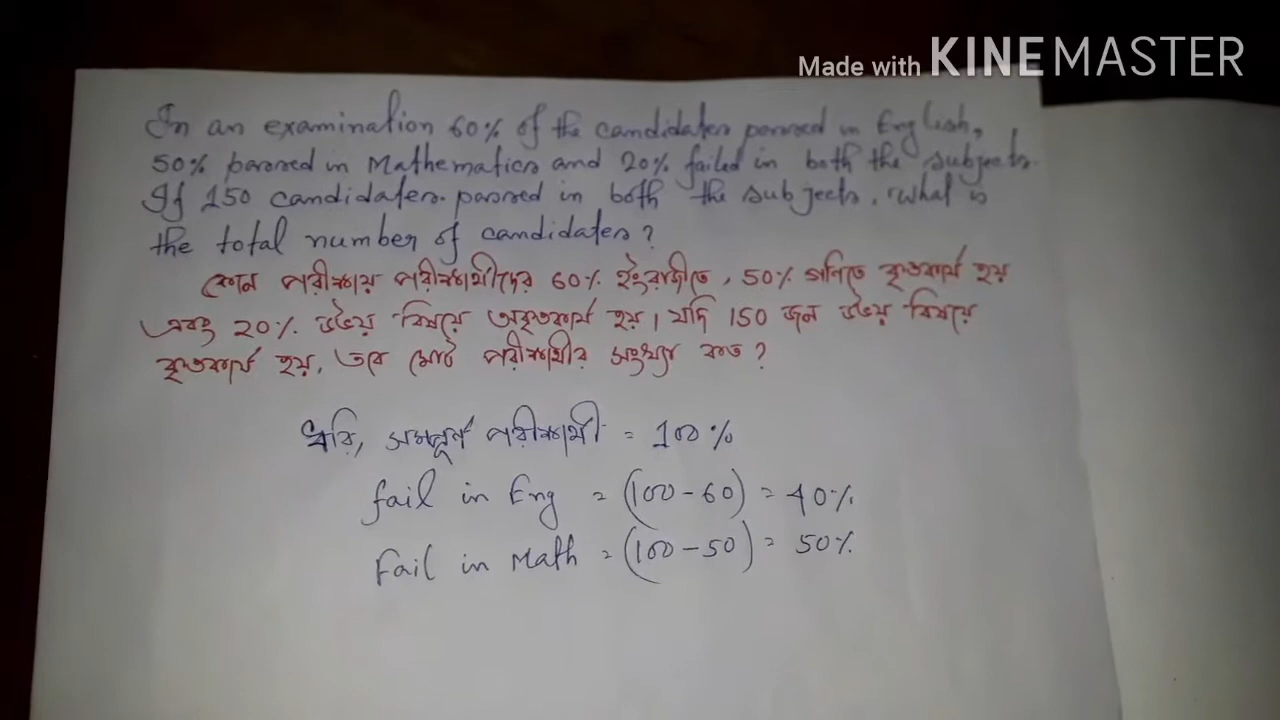 Made with KINEMASTER
In an examination 60% of the candidates passed in English,
50% passed in Mathematics and 20% failed in both the subjects.
If 150 candidates passed in both the subjects, what is
the total number of candidates?
কোন পরীক্ষায় পরীক্ষার্থীদের 60% ইংরাজীতে, 50% গণিতে কৃতকার্য হয়
এবং 20% উভয় বিষয়ে অকৃতকার্য হয়। যদি 150 জন উভয় বিষয়ে
কৃতকার্য হয়, তবে মোট পরীক্ষার্থীর সংখ্যা কত?
ধরি, সম্পূর্ণ পরীক্ষার্থী = 100%
fail in Eng = (100-60) = 40%
Fail in Math = (100-50) = 50%